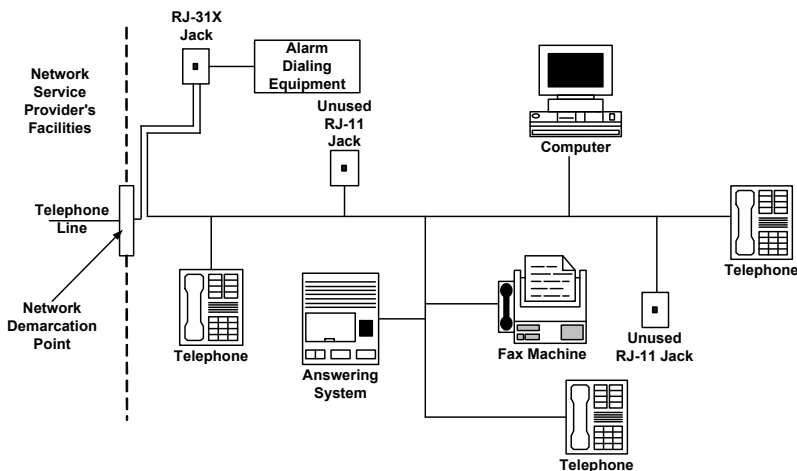 RJ-31X
Jack
Alarm
Dialing
Equipment
Network
Service
Provider's
Facilities
Unused
RJ-11
Jack
Computer
Telephone
Line
Telephone
Network
Demarcation
Point
Telephone
Answering
System
Fax Machine
Unused
RJ-11 Jack
Telephone